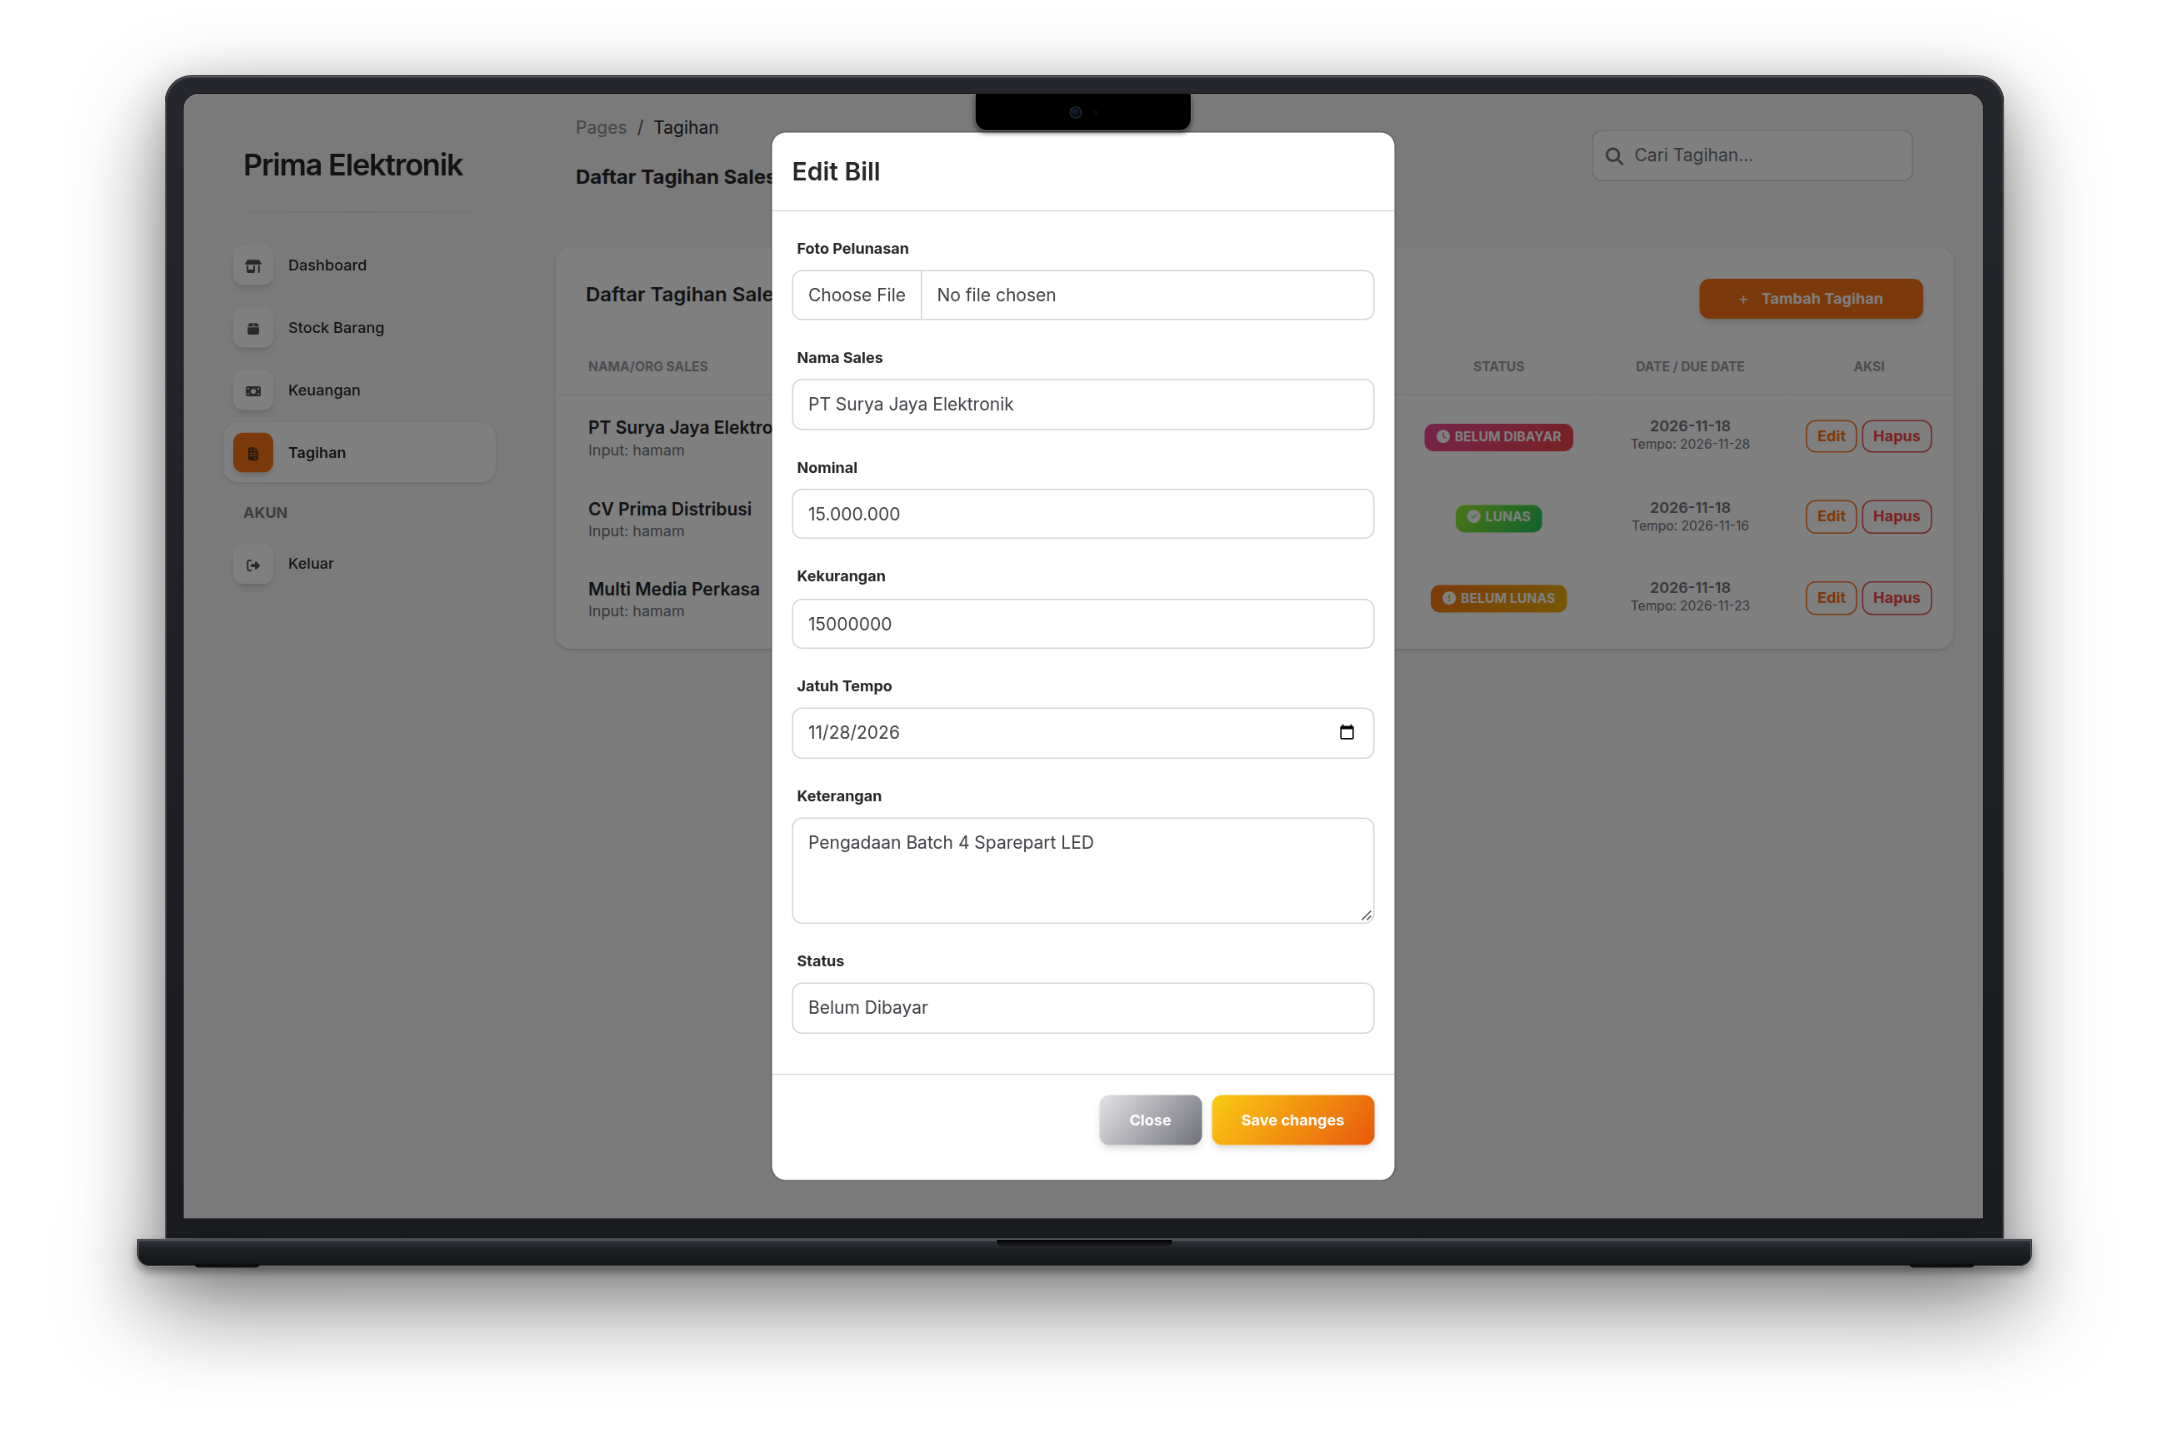 Prima Elektronik
Dashboard
Stock Barang
Keuangan
Tagihan
AKUN
Keluar
Pages / Tagihan
Daftar Tagihan Sales
Cari Tagihan...
Daftar Tagihan Sale
+ Tambah Tagihan
NAMA/ORG SALES STATUS DATE / DUE DATE AKSI
PT Surya Jaya Elektro BELUM DIBAYAR 2026-11-18 Edit Hapus
Input: hamam Tempo: 2026-11-28
CV Prima Distribusi LUNAS 2026-11-18 Edit Hapus
Input: hamam Tempo: 2026-11-16
Multi Media Perkasa BELUM LUNAS 2026-11-18 Edit Hapus
Input: hamam Tempo: 2026-11-23
Edit Bill
Foto Pelunasan
Choose File No file chosen
Nama Sales
PT Surya Jaya Elektronik
Nominal
15.000.000
Kekurangan
15000000
Jatuh Tempo
11/28/2026
Keterangan
Pengadaan Batch 4 Sparepart LED
Status
Belum Dibayar
Close Save changes